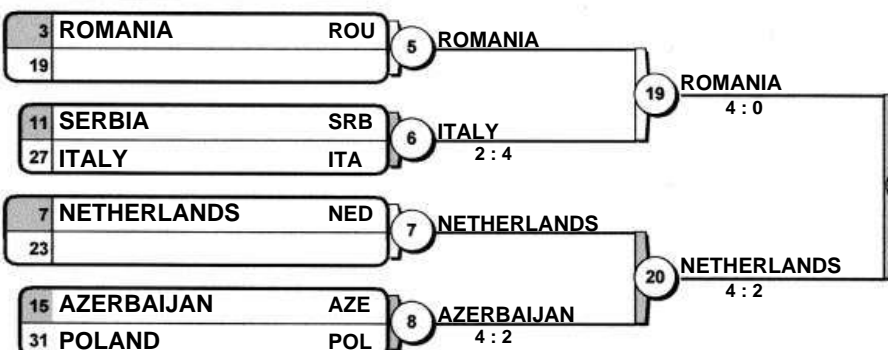 3 ROMANIA ROU
19
5
ROMANIA
11 SERBIA SRB
27 ITALY ITA
6
ITALY
2 : 4
19
ROMANIA
4 : 0
7 NETHERLANDS NED
23
7
NETHERLANDS
15 AZERBAIJAN AZE
31 POLAND POL
8
AZERBAIJAN
4 : 2
20
NETHERLANDS
4 : 2